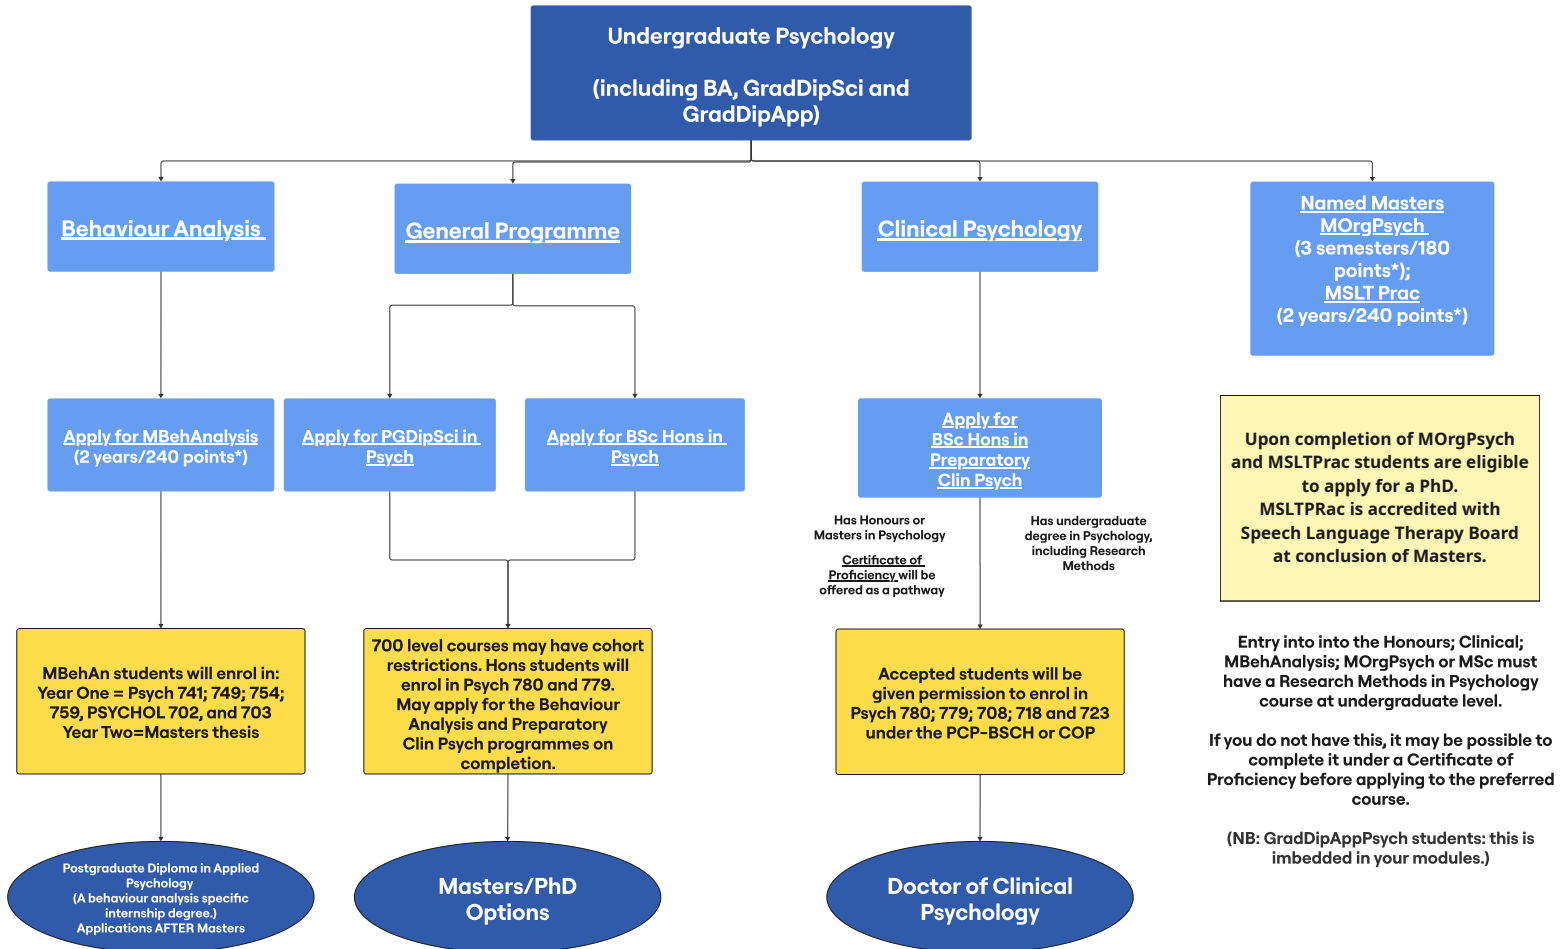 Undergraduate Psychology
(including BA, GradDipSci and
GradDipApp)
Behaviour Analysis
General Programme
Clinical Psychology
Named Masters
MOrgPsych
(3 semesters/180
points*);
MSLT Prac
(2 years/240 points*)
Apply for MBehAnalysis
(2 years/240 points*)
Apply for PGDipSci in
Psych
Apply for BSc Hons in
Psych
Apply for
BSc Hons in
Preparatory
Clin Psych
Upon completion of MOrgPsych
and MSLTPrac students are eligible
to apply for a PhD.
MSLTPRac is accredited with
Speech Language Therapy Board
at conclusion of Masters.
Has Honours or
Masters in Psychology
Certificate of
Proficiency will be
offered as a pathway
Has undergraduate
degree in Psychology,
including Research
Methods
MBehAn students will enrol in:
Year One = Psych 741; 749; 754;
759, PSYCHOL 702, and 703
Year Two=Masters thesis
700 level courses may have cohort
restrictions. Hons students will
enrol in Psych 780 and 779.
May apply for the Behaviour
Analysis and Preparatory
Clin Psych programmes on
completion.
Accepted students will be
given permission to enrol in
Psych 780; 779; 708; 718 and 723
under the PCP-BSCH or COP
Entry into into the Honours; Clinical;
MBehAnalysis; MOrgPsych or MSc must
have a Research Methods in Psychology
course at undergraduate level.
If you do not have this, it may be possible to
complete it under a Certificate of
Proficiency before applying to the preferred
course.
(NB: GradDipAppPsych students: this is
imbedded in your modules.)
Postgraduate Diploma in Applied
Psychology
(A behaviour analysis specific
internship degree.)
Applications AFTER Masters
Masters/PhD
Options
Doctor of Clinical
Psychology